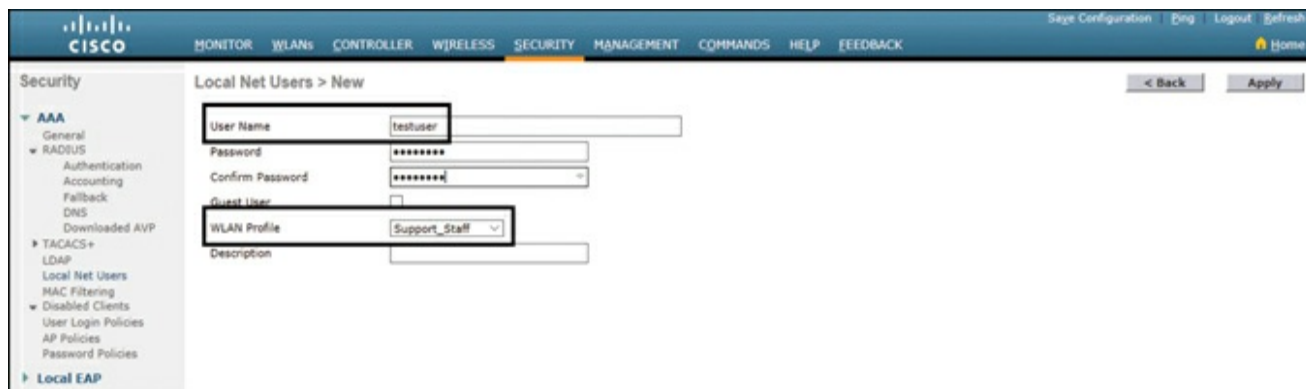 Save Configuration | Ping | Logout | Refresh
CISCO MONITOR WLANs CONTROLLER WIRELESS SECURITY MANAGEMENT COMMANDS HELP FEEDBACK Home
Security
AAA
General
RADIUS
Authentication
Accounting
Fallback
DNS
Downloaded AVP
TACACS+
LDAP
Local Net Users
MAC Filtering
Disabled Clients
User Login Policies
AP Policies
Password Policies
Local EAP
Local Net Users > New
< Back Apply
User Name testuser
Password ••••••••
Confirm Password ••••••••
Guest User
WLAN Profile Support_Staff
Description